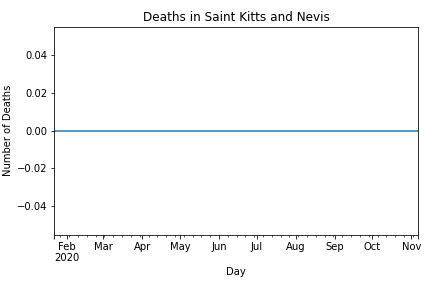 Deaths in Saint Kitts and Nevis
0.04
0.02
0.00
−0.02
−0.04
Number of Deaths
Feb Mar Apr May Jun Jul Aug Sep Oct Nov
2020
Day